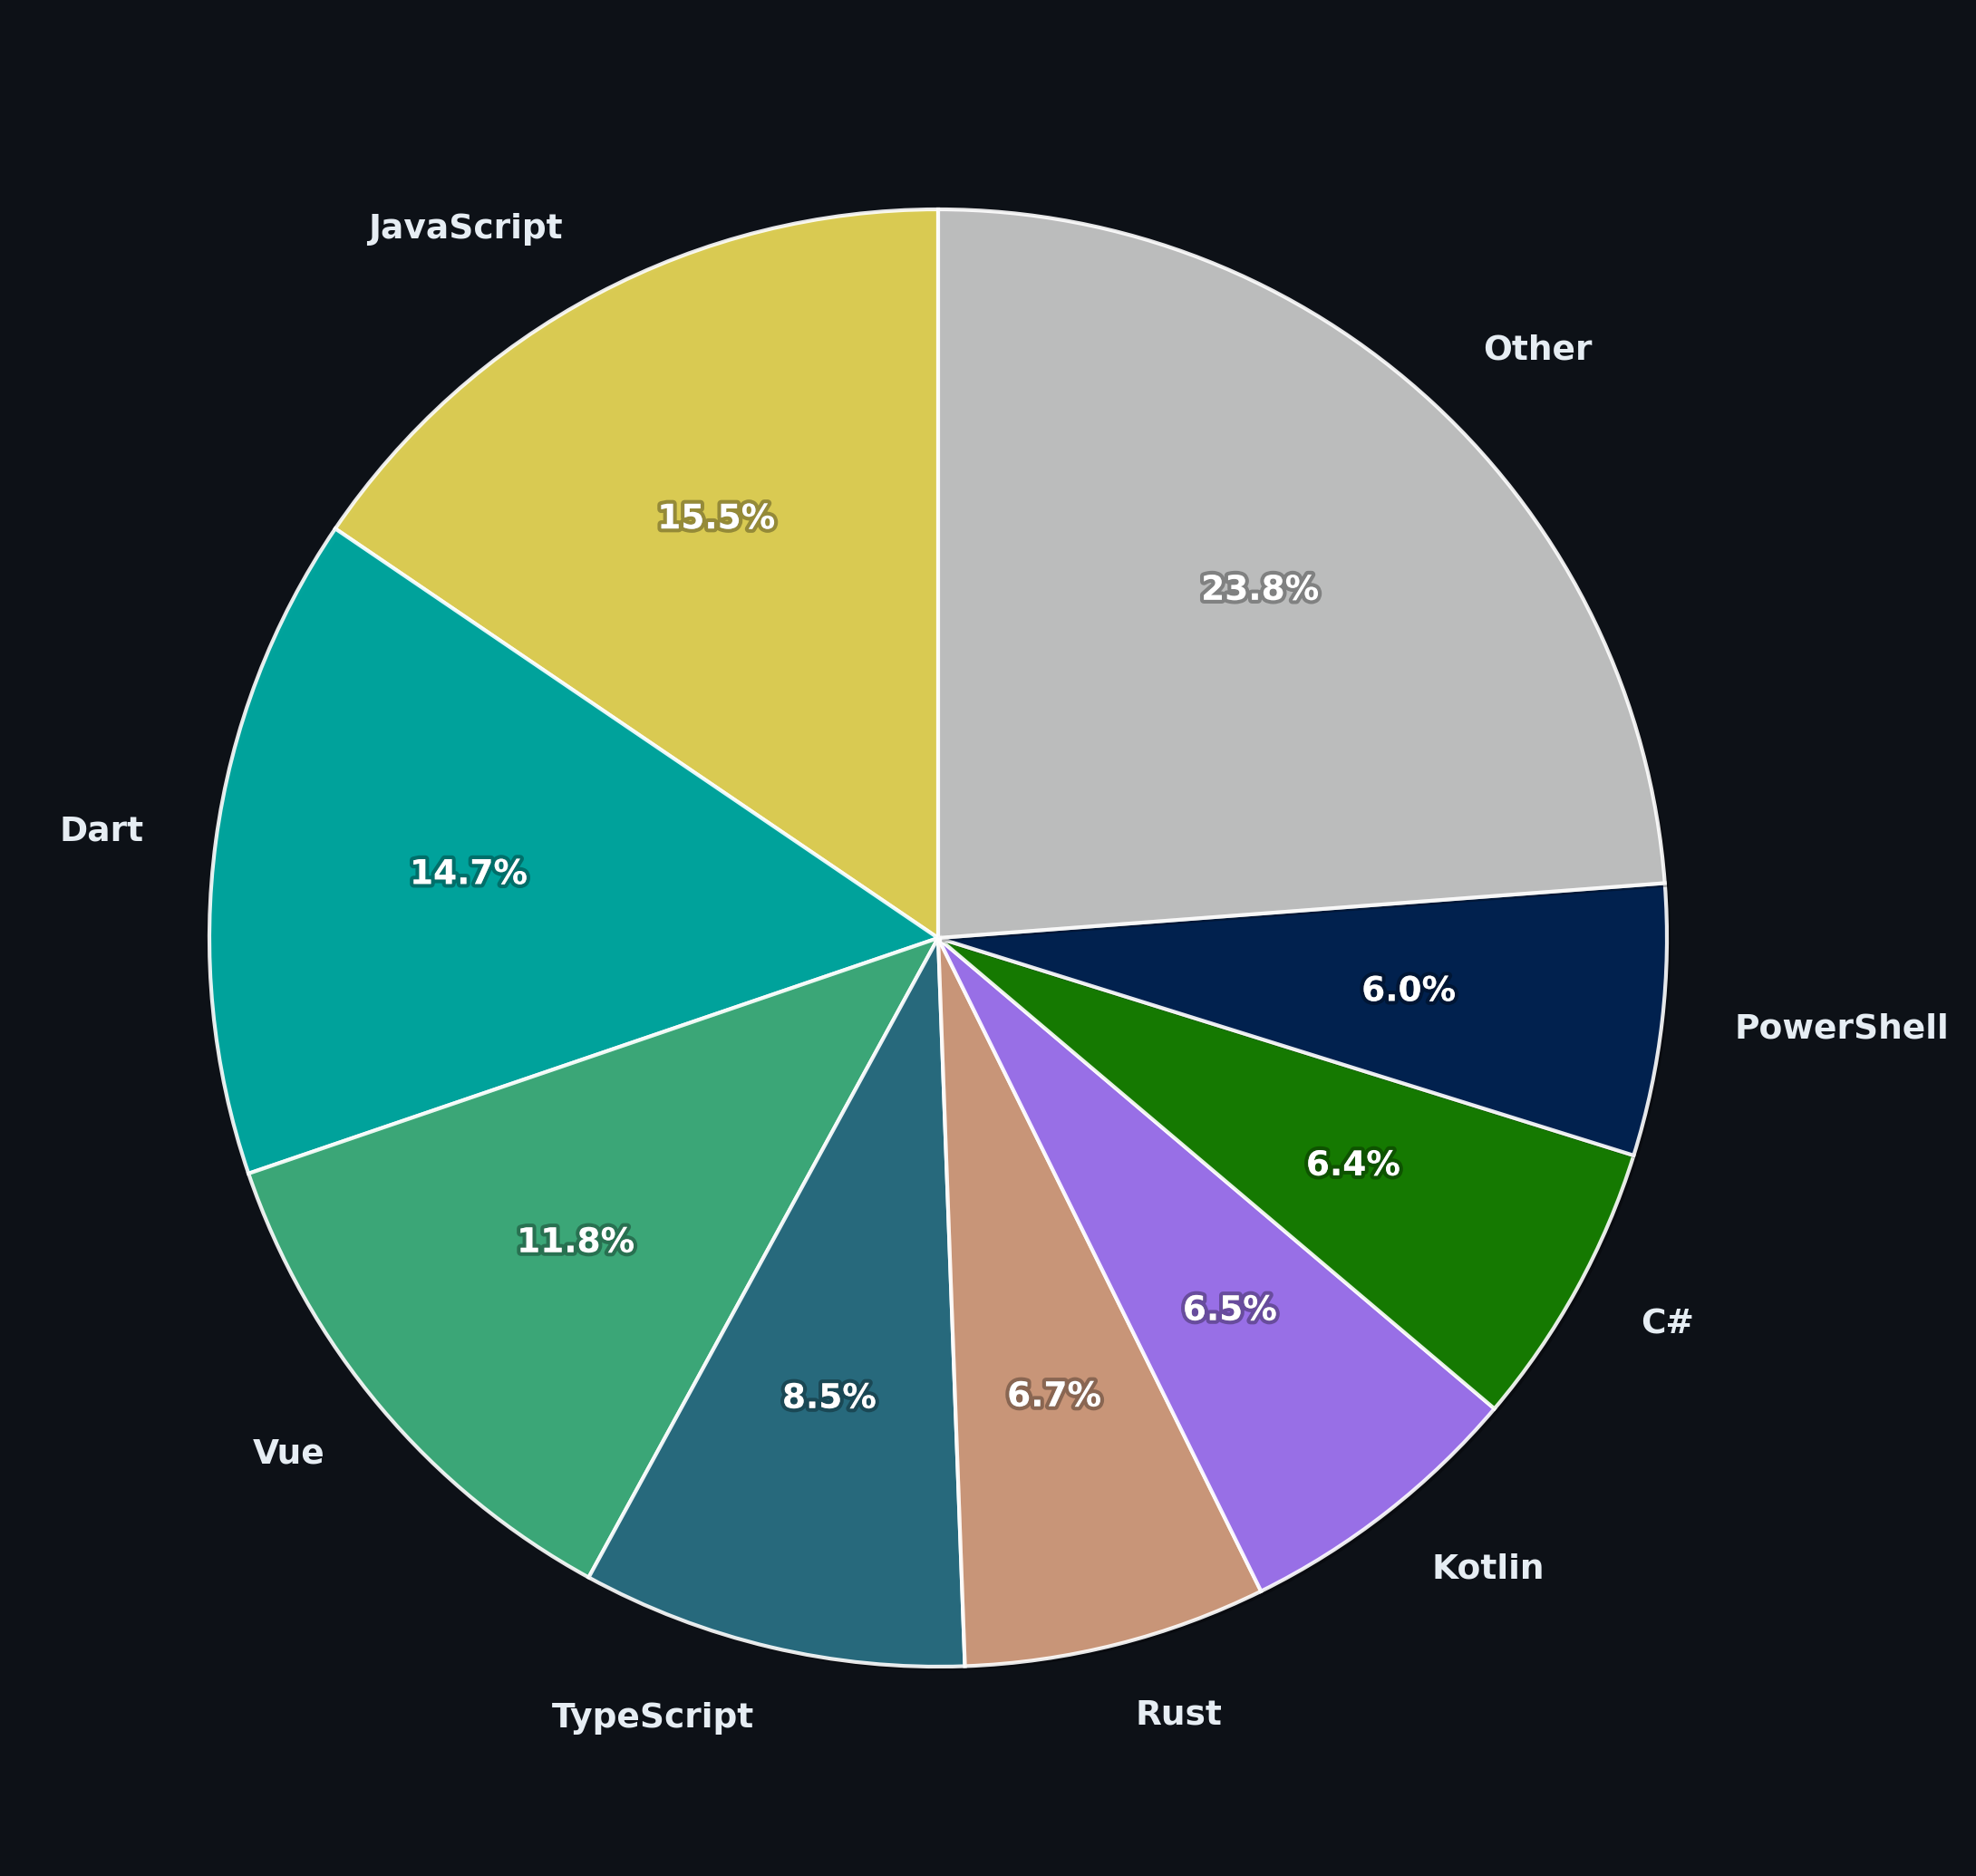 JavaScript
Other
15.5%
23.8%
Dart
14.7%
6.0%
PowerShell
6.4%
11.8%
6.5%
C#
8.5%
6.7%
Vue
Kotlin
TypeScript
Rust